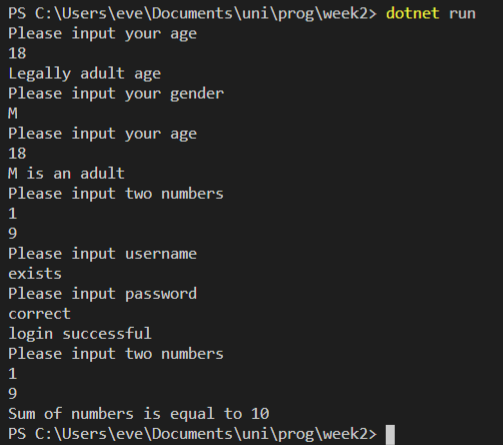 PS C:\Users\eve\Documents\uni\prog\week2> dotnet run
Please input your age
18
Legally adult age
Please input your gender
M
Please input your age
18
M is an adult
Please input two numbers
1
9
Please input username
exists
Please input password
correct
login successful
Please input two numbers
1
9
Sum of numbers is equal to 10
PS C:\Users\eve\Documents\uni\prog\week2>